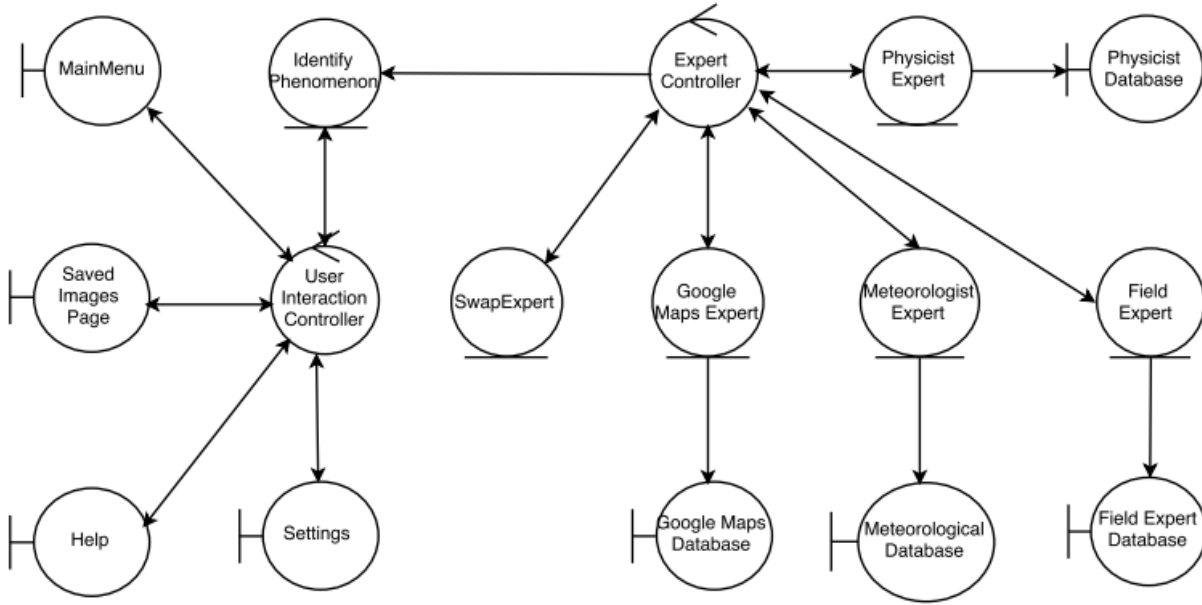 MainMenu
Identify
Phenomenon
Expert
Controller
Physicist
Expert
Physicist
Database
Saved
Images
Page
User
Interaction
Controller
SwapExpert
Google
Maps Expert
Meteorologist
Expert
Field
Expert
Help
Settings
Google Maps
Database
Meteorological
Database
Field Expert
Database